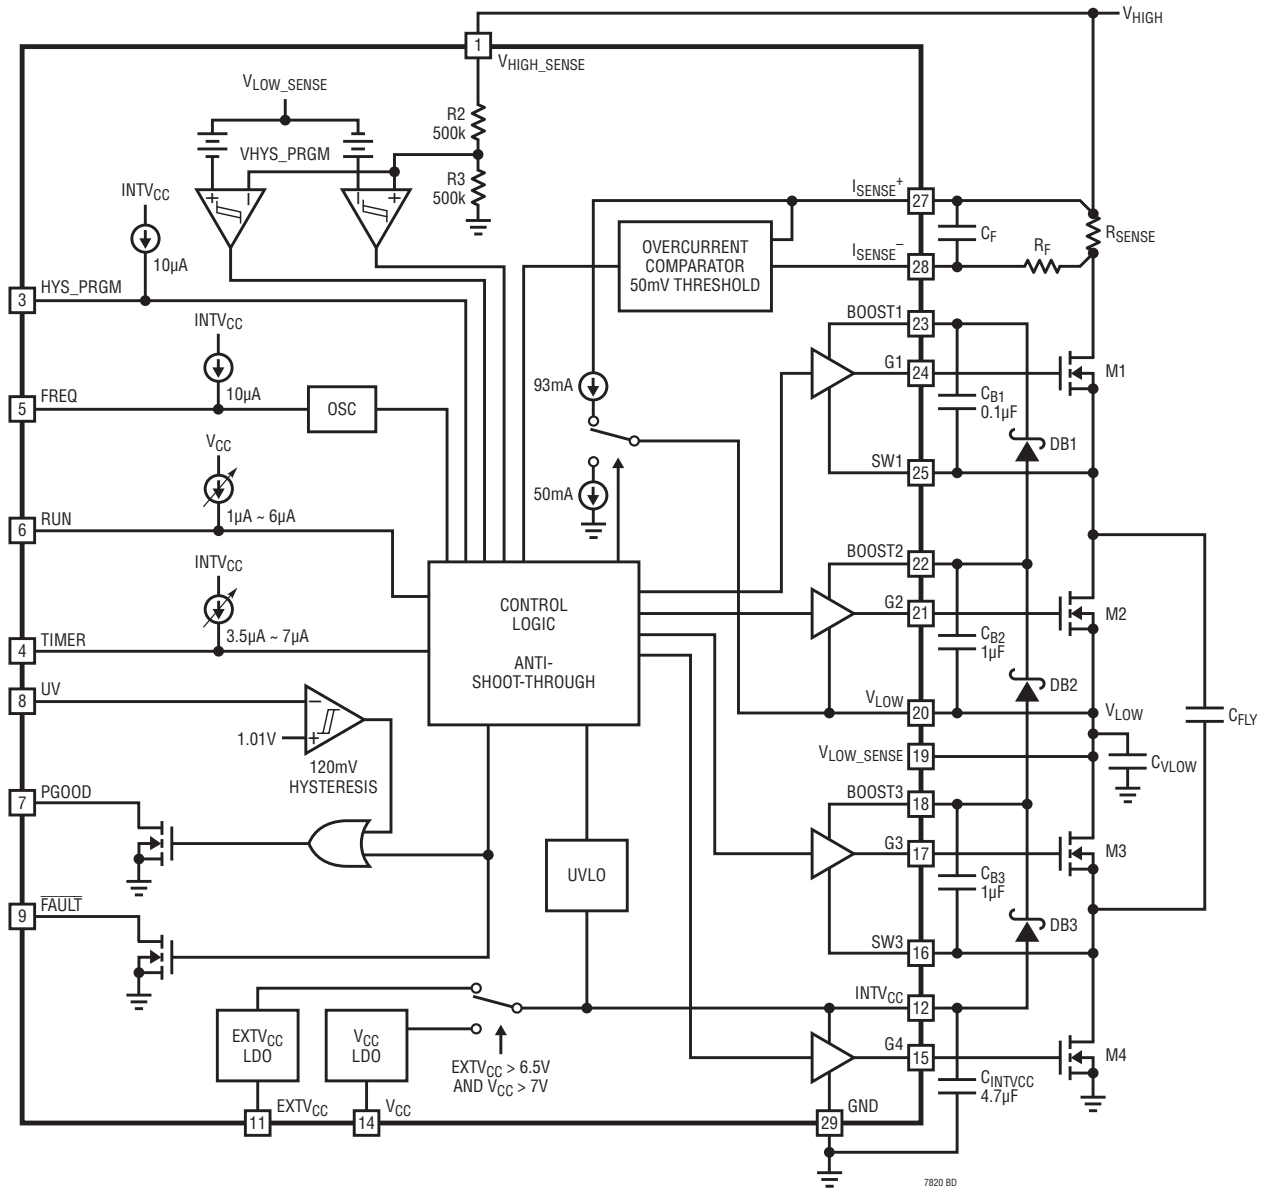 VHIGH
1
VHIGH_SENSE
VLOW_SENSE
R2
500k
VHYS_PRGM
R3
500k
INTVCC
10µA
+
−
−
+
3
HYS_PRGM
INTVCC
10µA
5
FREQ
OSC
VCC
1µA ~ 6µA
6
RUN
INTVCC
3.5µA ~ 7µA
4
TIMER
8
UV
−
1.01V
+
120mV
HYSTERESIS
7
PGOOD
9
FAULT
CONTROL
LOGIC
ANTI-
SHOOT-THROUGH
UVLO
OVERCURRENT
COMPARATOR
50mV THRESHOLD
93mA
50mA
ISENSE+
27
ISENSE−
28
CF
RF
RSENSE
BOOST1
23
G1
24
CB1
0.1µF
SW1
25
M1
DB1
BOOST2
22
G2
21
CB2
1µF
M2
DB2
VLOW
20
VLOW
CFLY
VLOW_SENSE
19
CVLOW
BOOST3
18
G3
17
CB3
1µF
M3
DB3
SW3
16
INTVCC
12
G4
15
M4
CINTVCC
4.7µF
EXTVCC
LDO
VCC
LDO
EXTVCC > 6.5V
AND VCC > 7V
11
EXTVCC
14
VCC
29
GND
7820 BD